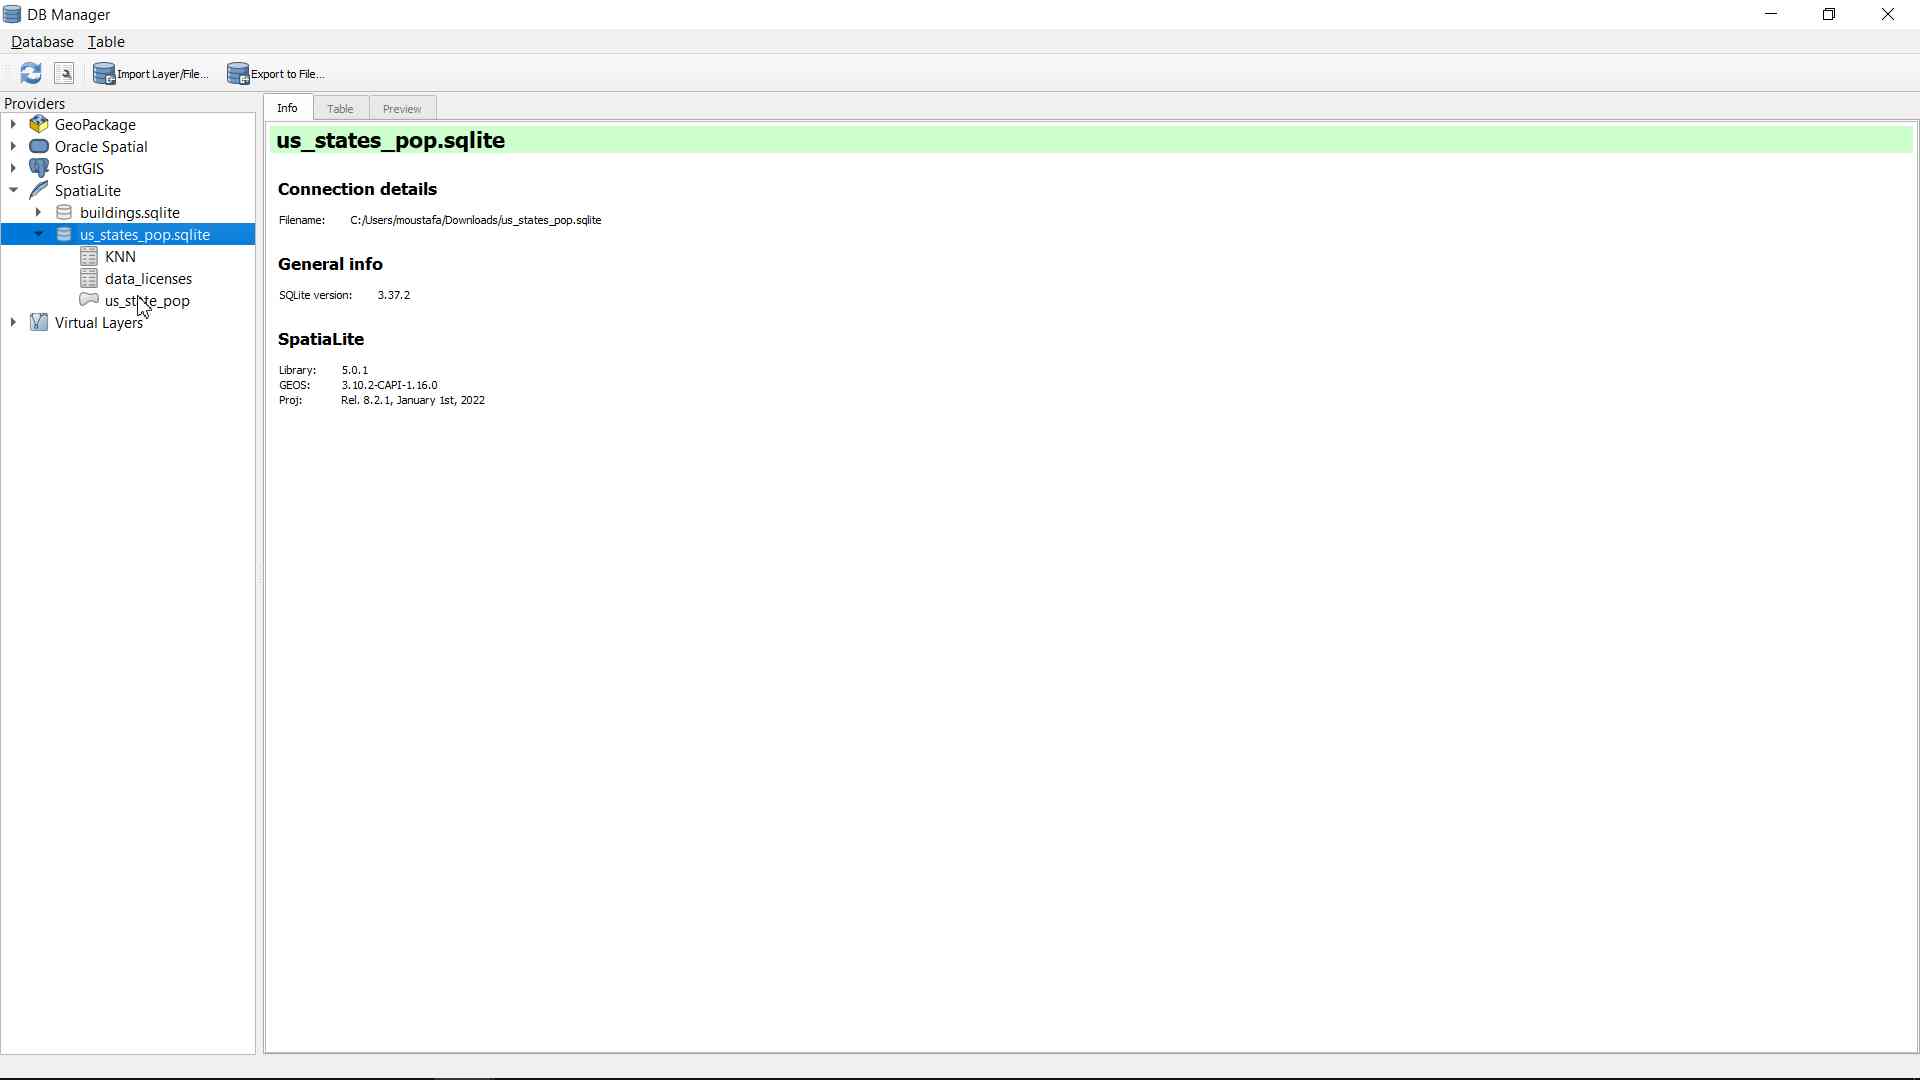 DB Manager
Database Table
Import Layer/File... Export to File...
Providers
Info Table Preview
GeoPackage
Oracle Spatial
PostGIS
SpatiaLite
buildings.sqlite
us_states_pop.sqlite
KNN
data_licenses
us_state_pop
Virtual Layers
us_states_pop.sqlite
Connection details
Filename: C:/Users/moustafa/Downloads/us_states_pop.sqlite
General info
SQLite version: 3.37.2
SpatiaLite
Library: 5.0.1
GEOS: 3.10.2-CAPI-1.16.0
Proj: Rel. 8.2.1, January 1st, 2022